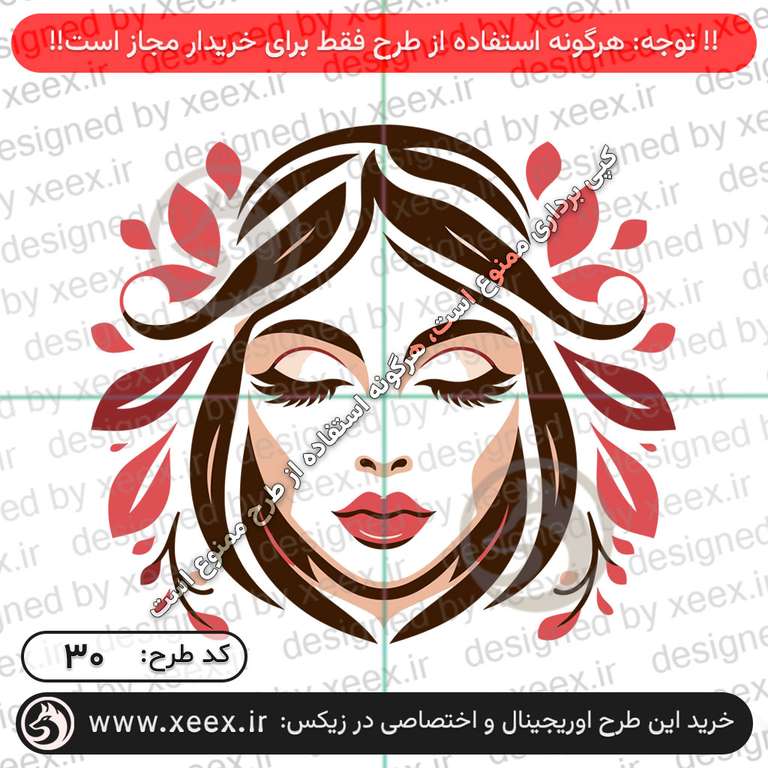 !! توجه: هرگونه استفاده از طرح فقط برای خریدار مجاز است!!
designed by xeex.ir
کپی برداری ممنوع است، هرگونه استفاده از طرح ممنوع است
کد طرح: ۳۰
خرید این طرح اوریجینال و اختصاصی در زیکس: www.xeex.ir